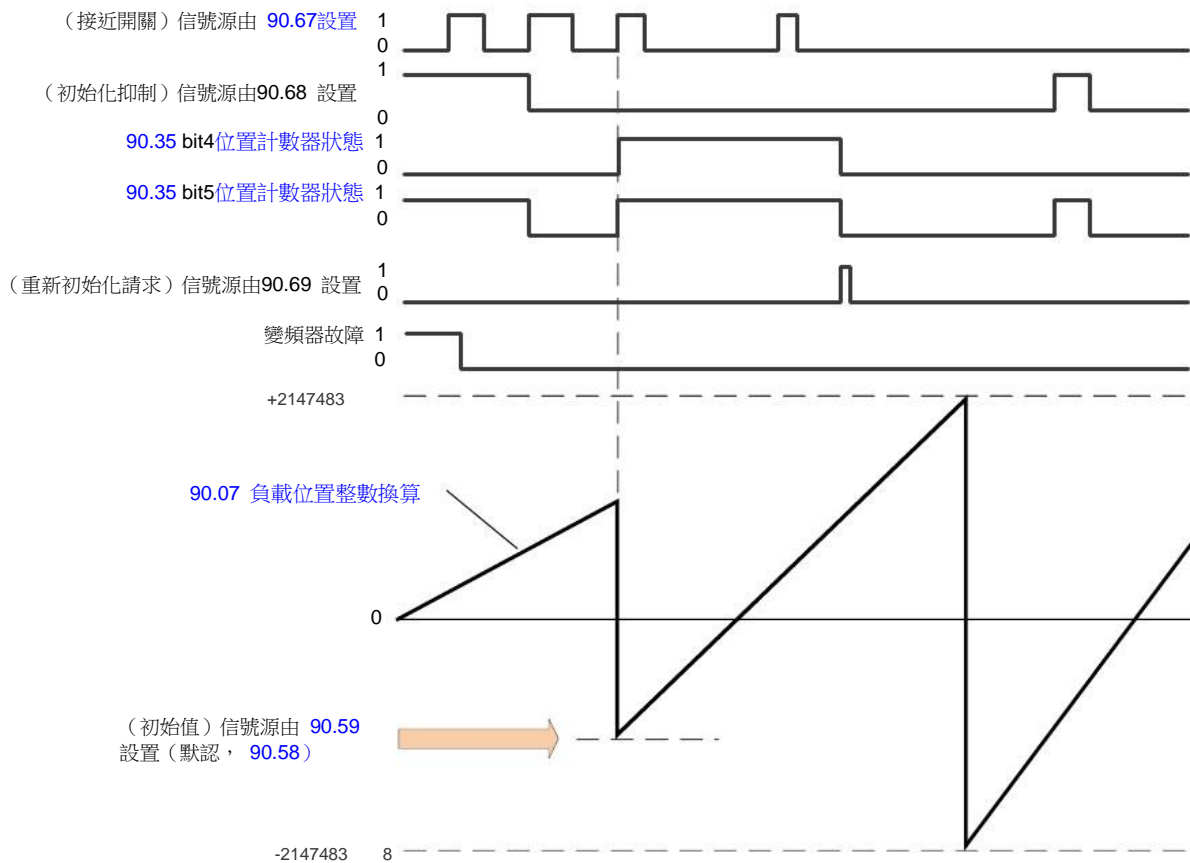 （接近開關）信號源由 90.67設置 1
0
1
（初始化抑制）信號源由90.68 設置
0
90.35 bit4位置計數器狀態 1
0
90.35 bit5位置計數器狀態 1
0
1
（重新初始化請求）信號源由90.69 設置 0
變頻器故障 1
0
+2147483
90.07 負載位置整數換算
0
（初始值）信號源由 90.59
設置（默認， 90.58）
-2147483 8